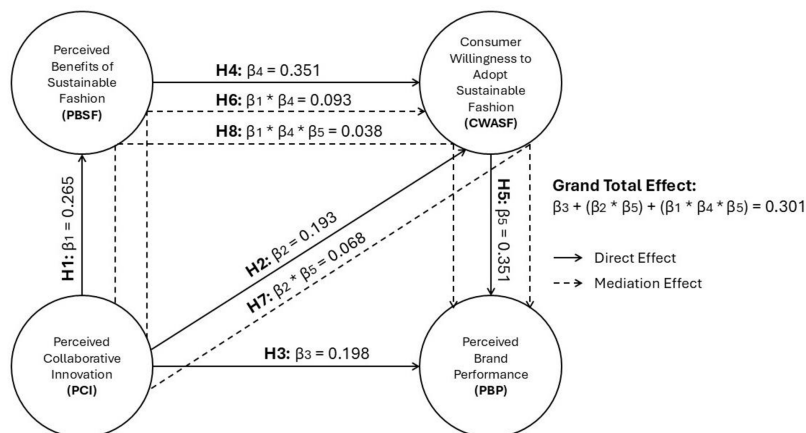 Perceived
Benefits of
Sustainable
Fashion
(PBSF)
Consumer
Willingness to
Adopt
Sustainable
Fashion
(CWASF)
H4: β4 = 0.351
H6: β1 * β4 = 0.093
H8: β1 * β4 * β5 = 0.038
H1: β1 = 0.265
H2: β2 = 0.193
H7: β2 * β5 = 0.068
H5: β5 = 0.351
Grand Total Effect:
β3 + (β2 * β5) + (β1 * β4 * β5) = 0.301
Direct Effect
Mediation Effect
Perceived
Collaborative
Innovation
(PCI)
H3: β3 = 0.198
Perceived
Brand
Performance
(PBP)